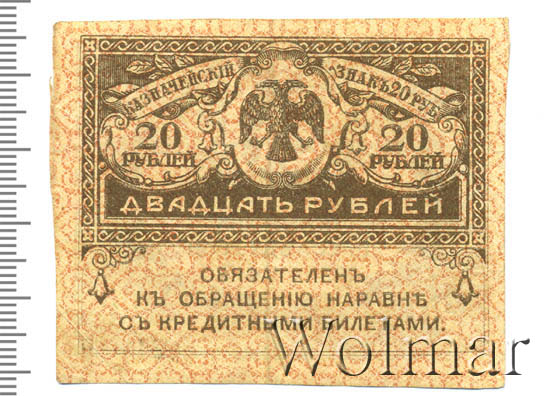 КАЗНАЧЕЙСКІЙ ЗНАКЪ 20 РУБ.
20 РУБЛЕЙ
20 РУБЛЕЙ
ДВАДЦАТЬ РУБЛЕЙ
ОБЯЗАТЕЛЕНЪ
КЪ ОБРАЩЕНІЮ НАРАВНѢ
СЪ КРЕДИТНЫМИ БИЛЕТАМИ.
Wolmar